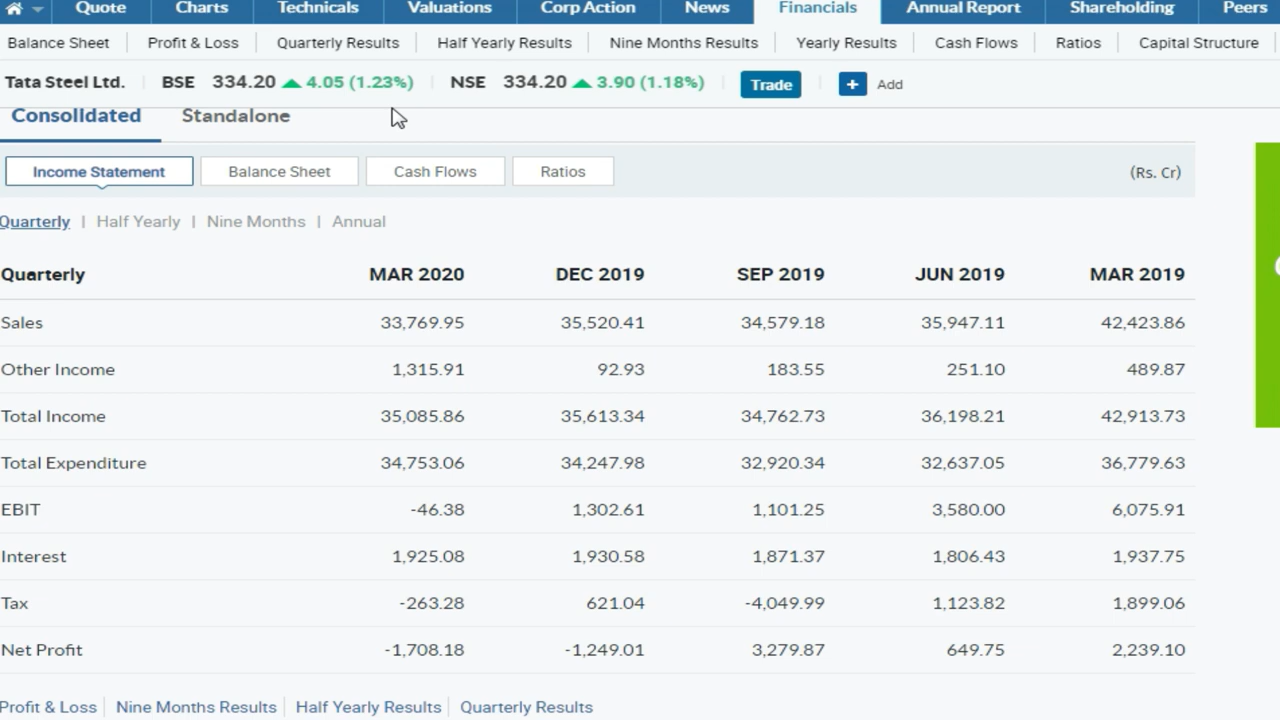 Quote Charts Technicals Valuations Corp Action News Financials Annual Report Shareholding Peers
Balance Sheet Profit & Loss Quarterly Results Half Yearly Results Nine Months Results Yearly Results Cash Flows Ratios Capital Structure
Tata Steel Ltd. BSE 334.20 4.05 (1.23%) NSE 334.20 3.90 (1.18%) Trade + Add
Consolidated Standalone
Income Statement Balance Sheet Cash Flows Ratios (Rs. Cr)
Quarterly | Half Yearly | Nine Months | Annual
Quarterly MAR 2020 DEC 2019 SEP 2019 JUN 2019 MAR 2019
Sales 33,769.95 35,520.41 34,579.18 35,947.11 42,423.86
Other Income 1,315.91 92.93 183.55 251.10 489.87
Total Income 35,085.86 35,613.34 34,762.73 36,198.21 42,913.73
Total Expenditure 34,753.06 34,247.98 32,920.34 32,637.05 36,779.63
EBIT -46.38 1,302.61 1,101.25 3,580.00 6,075.91
Interest 1,925.08 1,930.58 1,871.37 1,806.43 1,937.75
Tax -263.28 621.04 -4,049.99 1,123.82 1,899.06
Net Profit -1,708.18 -1,249.01 3,279.87 649.75 2,239.10
Profit & Loss Nine Months Results Half Yearly Results Quarterly Results